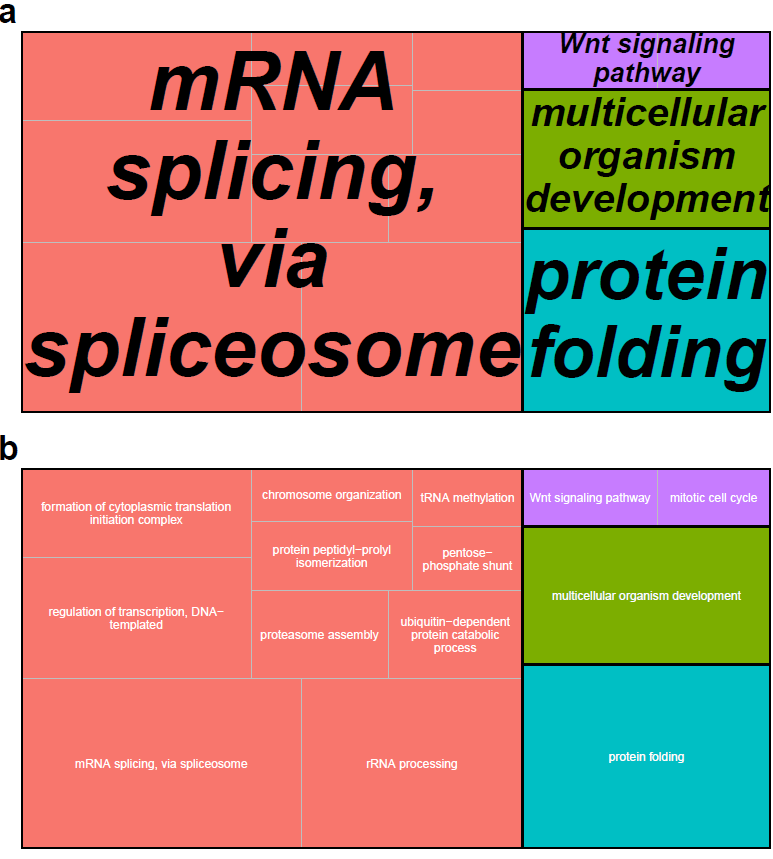 a
mRNA
splicing,
via
spliceosome
Wnt signaling
pathway
multicellular
organism
development
protein
folding
b
formation of cytoplasmic translation
initiation complex
regulation of transcription, DNA−
templated
chromosome organization
protein peptidyl−prolyl
isomerization
tRNA methylation
pentose−
phosphate shunt
proteasome assembly
ubiquitin−dependent
protein catabolic
process
mRNA splicing, via spliceosome
rRNA processing
Wnt signaling pathway
mitotic cell cycle
multicellular organism development
protein folding